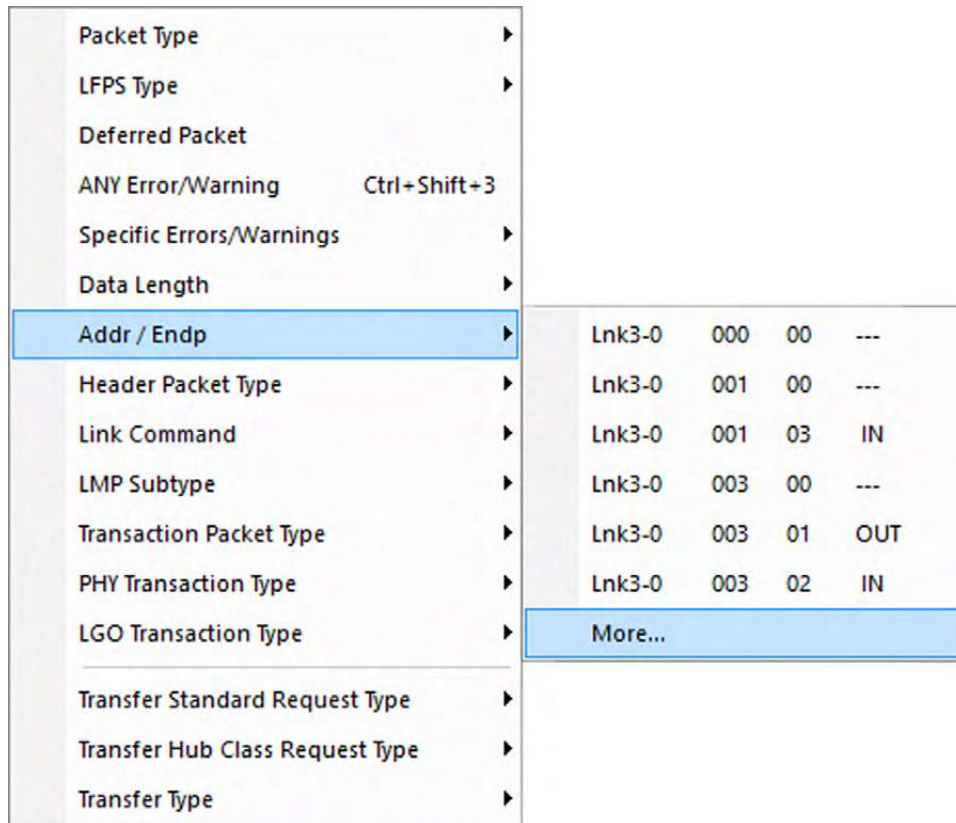 Packet Type
LFPS Type
Deferred Packet
ANY Error/Warning Ctrl+Shift+3
Specific Errors/Warnings
Data Length
Addr / Endp
Header Packet Type
Link Command
LMP Subtype
Transaction Packet Type
PHY Transaction Type
LGO Transaction Type
Transfer Standard Request Type
Transfer Hub Class Request Type
Transfer Type
Lnk3-0 000 00 ---
Lnk3-0 001 00 ---
Lnk3-0 001 03 IN
Lnk3-0 003 00 ---
Lnk3-0 003 01 OUT
Lnk3-0 003 02 IN
More...